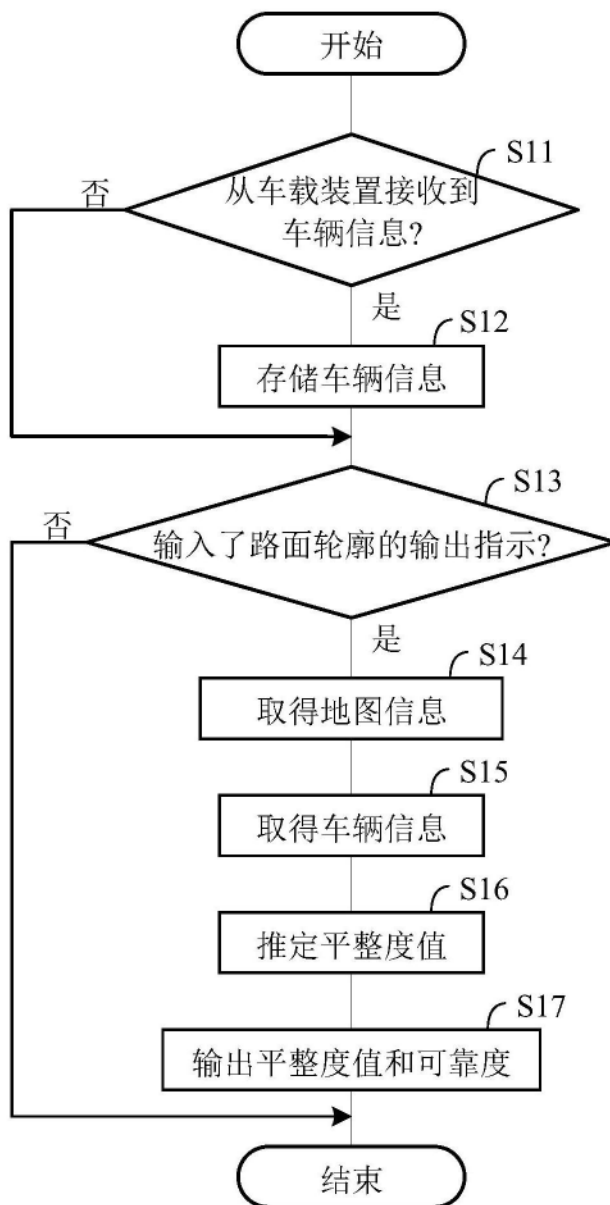 开始
S11
否
从车载装置接收到
车辆信息?
是
S12
存储车辆信息
S13
否
输入了路面轮廓的输出指示?
是
S14
取得地图信息
S15
取得车辆信息
S16
推定平整度值
S17
输出平整度值和可靠度
结束